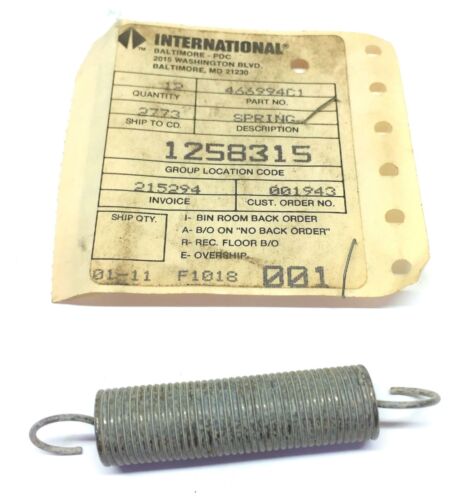 INTERNATIONAL®
BALTIMORE - PDC
2015 WASHINGTON BLVD.
BALTIMORE, MD 21230
12 466994C1
QUANTITY PART NO.
2773 SPRING
SHIP TO CD. DESCRIPTION
1258315
GROUP LOCATION CODE
215294 001943
INVOICE CUST. ORDER NO.
SHIP QTY. I- BIN ROOM BACK ORDER
A- B/O ON "NO BACK ORDER"
R- REC. FLOOR B/O
E- OVERSHIP
01-11 F1018 001